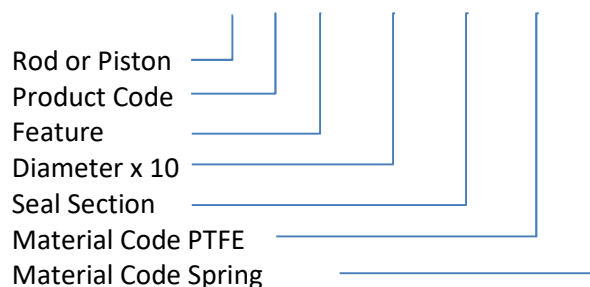 Rod or Piston
Product Code
Feature
Diameter x 10
Seal Section
Material Code PTFE
Material Code Spring